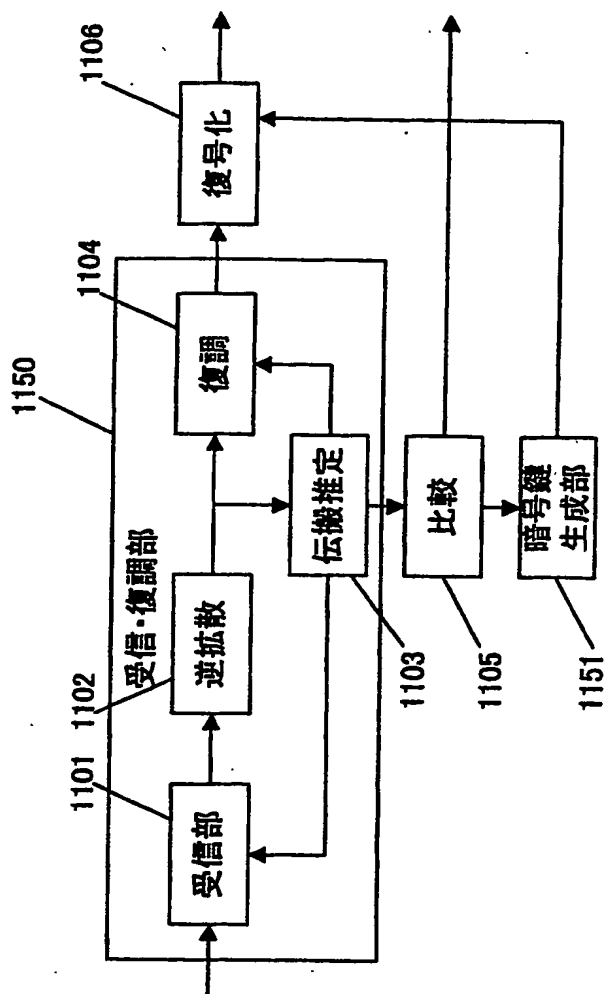 1150
受信・復調部
1101
受信部
1102
逆拡散
1104
復調
1106
復号化
伝搬推定
1103
比較
1105
暗号鍵
生成部
1151